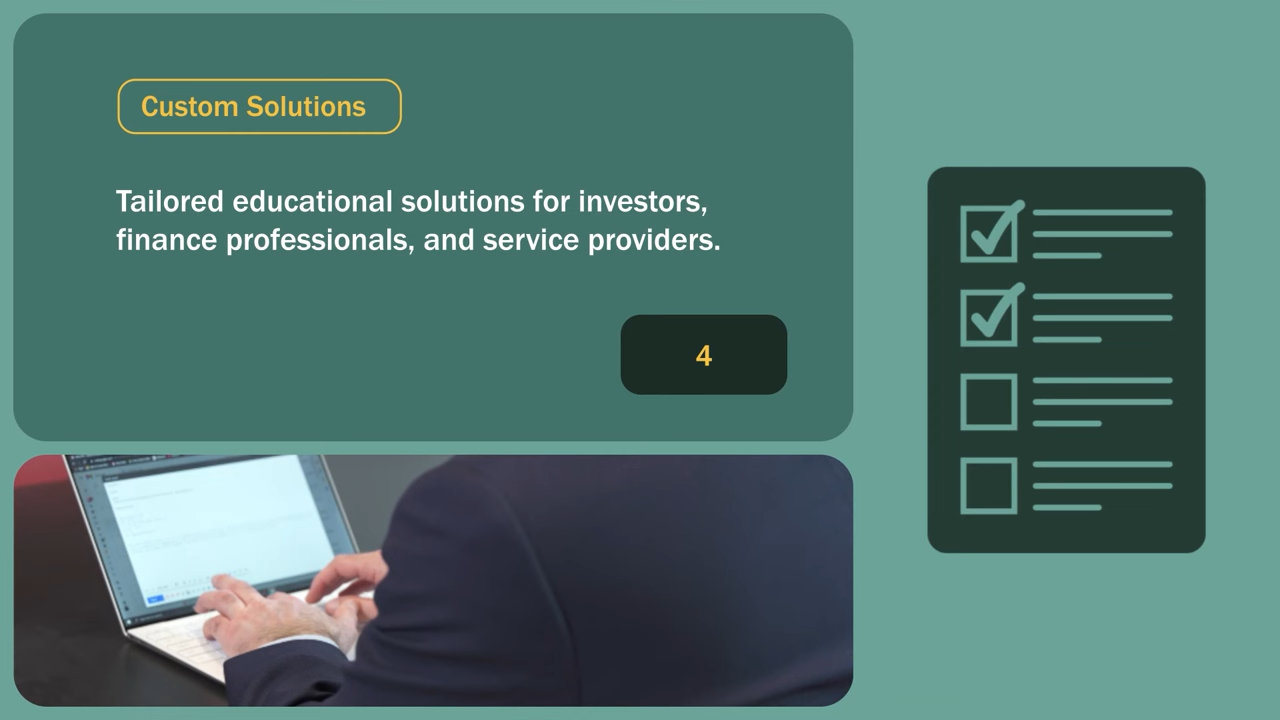 Custom Solutions
Tailored educational solutions for investors,
finance professionals, and service providers.
4